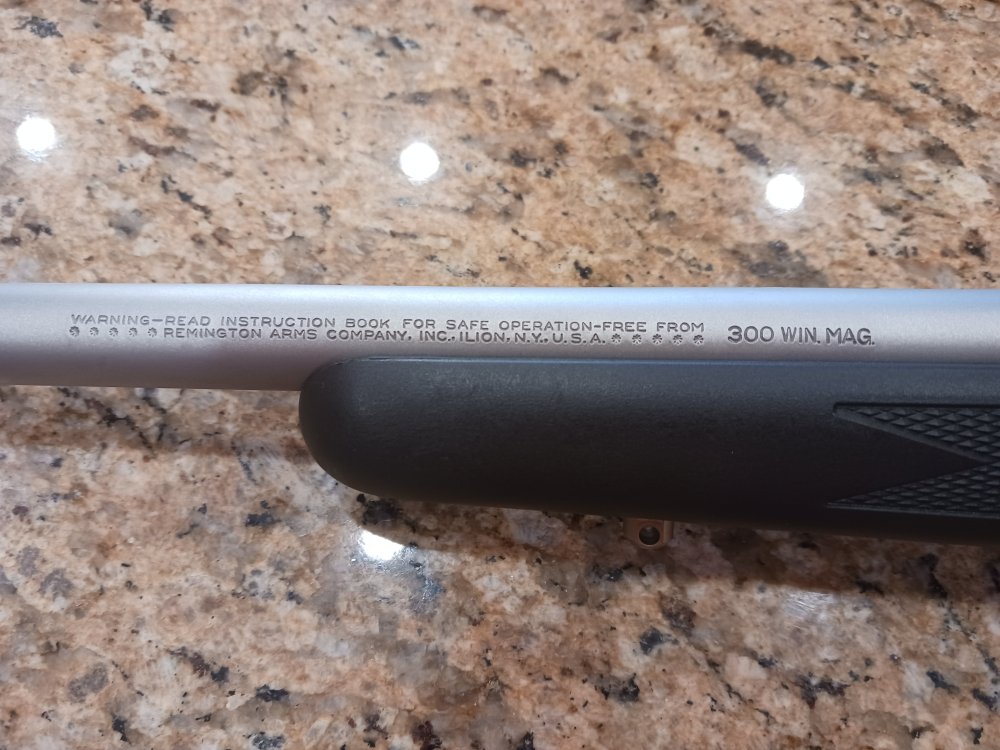 WARNING—READ INSTRUCTION BOOK FOR SAFE OPERATION—FREE FROM
REMINGTON ARMS COMPANY, INC., ILION, N.Y., U.S.A.
300 WIN. MAG.